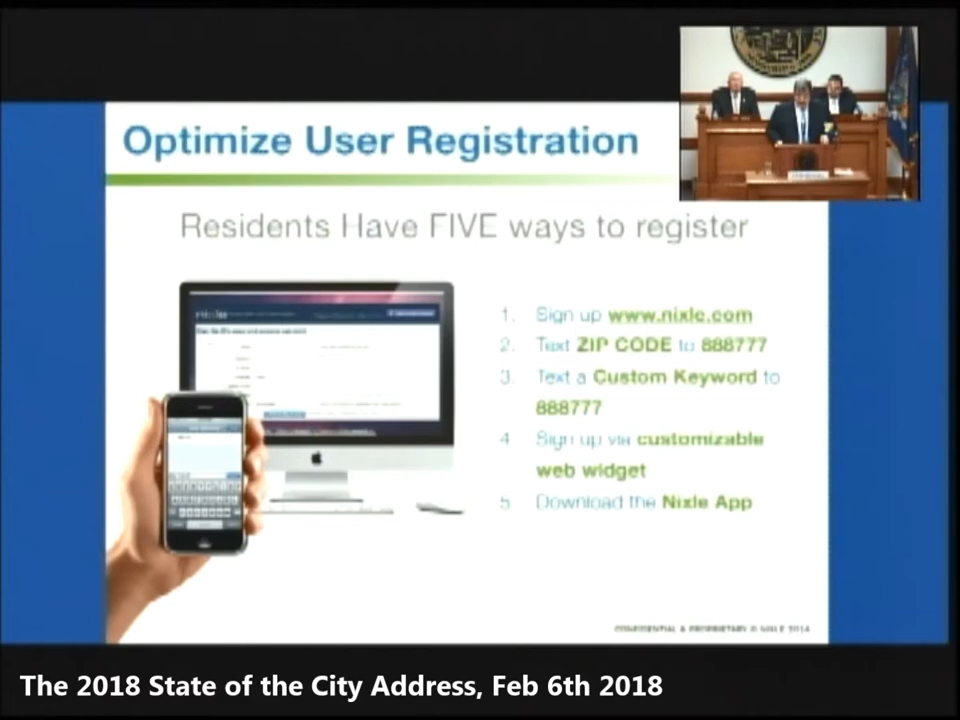 Optimize User Registration
Residents Have FIVE ways to register
1. Sign up www.nixle.com
2. Text ZIP CODE to 888777
3. Text a Custom Keyword to
888777
4 Sign up via customizable
web widget
5 Download the Nixle App
nixle
CONFIDENTIAL & PROPRIETARY © NIXLE 2014
The 2018 State of the City Address, Feb 6th 2018